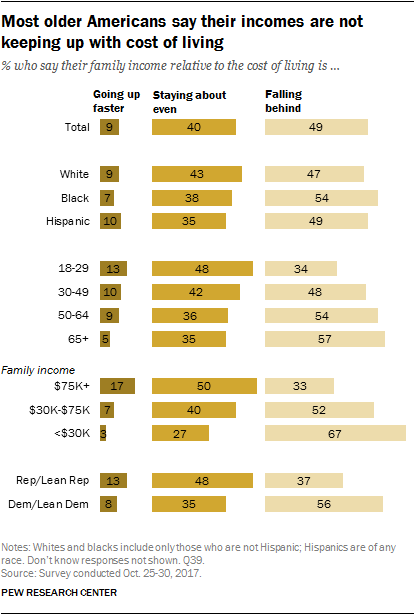 Most older Americans say their incomes are not
keeping up with cost of living
% who say their family income relative to the cost of living is ...
Going up faster Staying about even Falling behind
Total 9 40 49
White 9 43 47
Black 7 38 54
Hispanic 10 35 49
18-29 13 48 34
30-49 10 42 48
50-64 9 36 54
65+ 5 35 57
Family income
$75K+ 17 50 33
$30K-$75K 7 40 52
<$30K 3 27 67
Rep/Lean Rep 13 48 37
Dem/Lean Dem 8 35 56
Notes: Whites and blacks include only those who are not Hispanic; Hispanics are of any
race. Don't know responses not shown. Q39.
Source: Survey conducted Oct. 25-30, 2017.
PEW RESEARCH CENTER